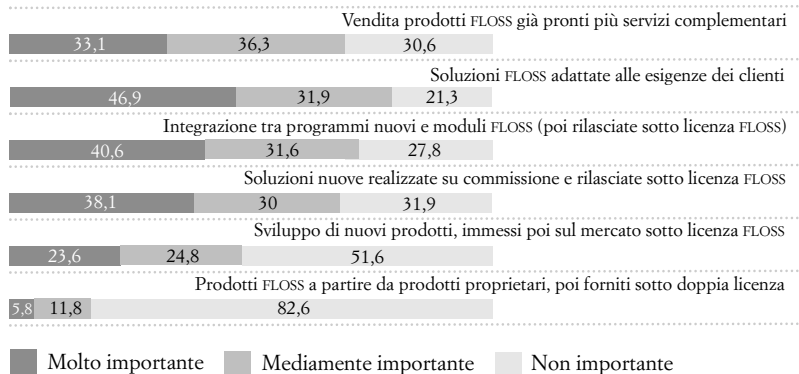 Vendita prodotti FLOSS già pronti più servizi complementari
33,1 36,3 30,6
Soluzioni FLOSS adattate alle esigenze dei clienti
46,9 31,9 21,3
Integrazione tra programmi nuovi e moduli FLOSS (poi rilasciate sotto licenza FLOSS)
40,6 31,6 27,8
Soluzioni nuove realizzate su commissione e rilasciate sotto licenza FLOSS
38,1 30 31,9
Sviluppo di nuovi prodotti, immessi poi sul mercato sotto licenza FLOSS
23,6 24,8 51,6
Prodotti FLOSS a partire da prodotti proprietari, poi forniti sotto doppia licenza
5,8 11,8 82,6
Molto importante Mediamente importante Non importante